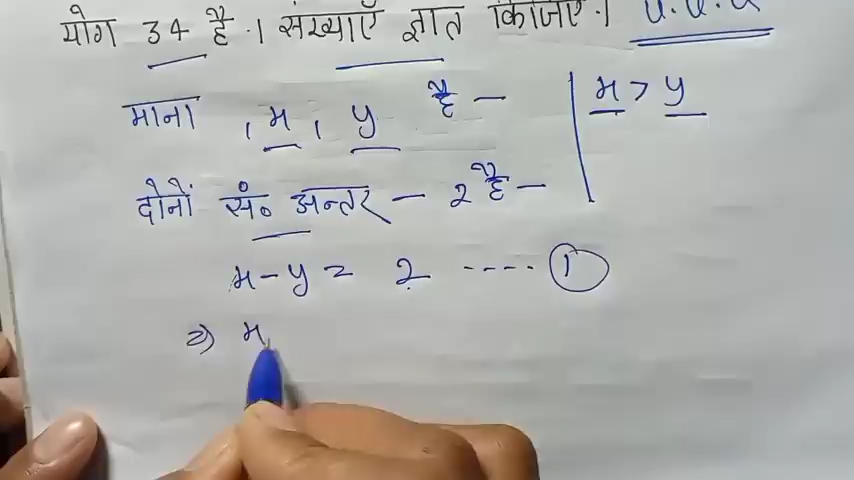 योग 34 है । संख्याएँ ज्ञात किजिए ।
माना , x , y है — x > y
दोनों सं० अन्तर — 2 है —
x - y = 2 ---- ①
⇒ x